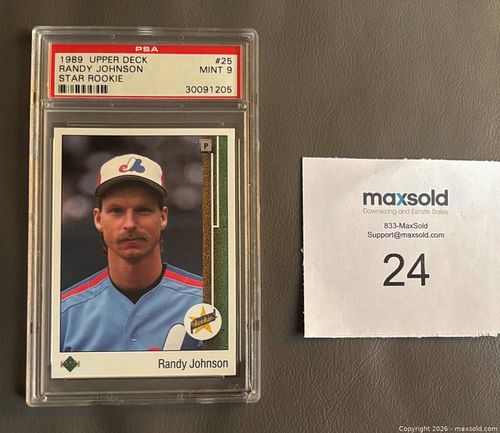 PSA
1989 UPPER DECK #25
RANDY JOHNSON MINT 9
STAR ROOKIE
30091205
P
Rookie
Randy Johnson
maxsold
Downsizing and Estate Sales
833-MaxSold
Support@maxsold.com
24
Copyright 2026 - maxsold.com